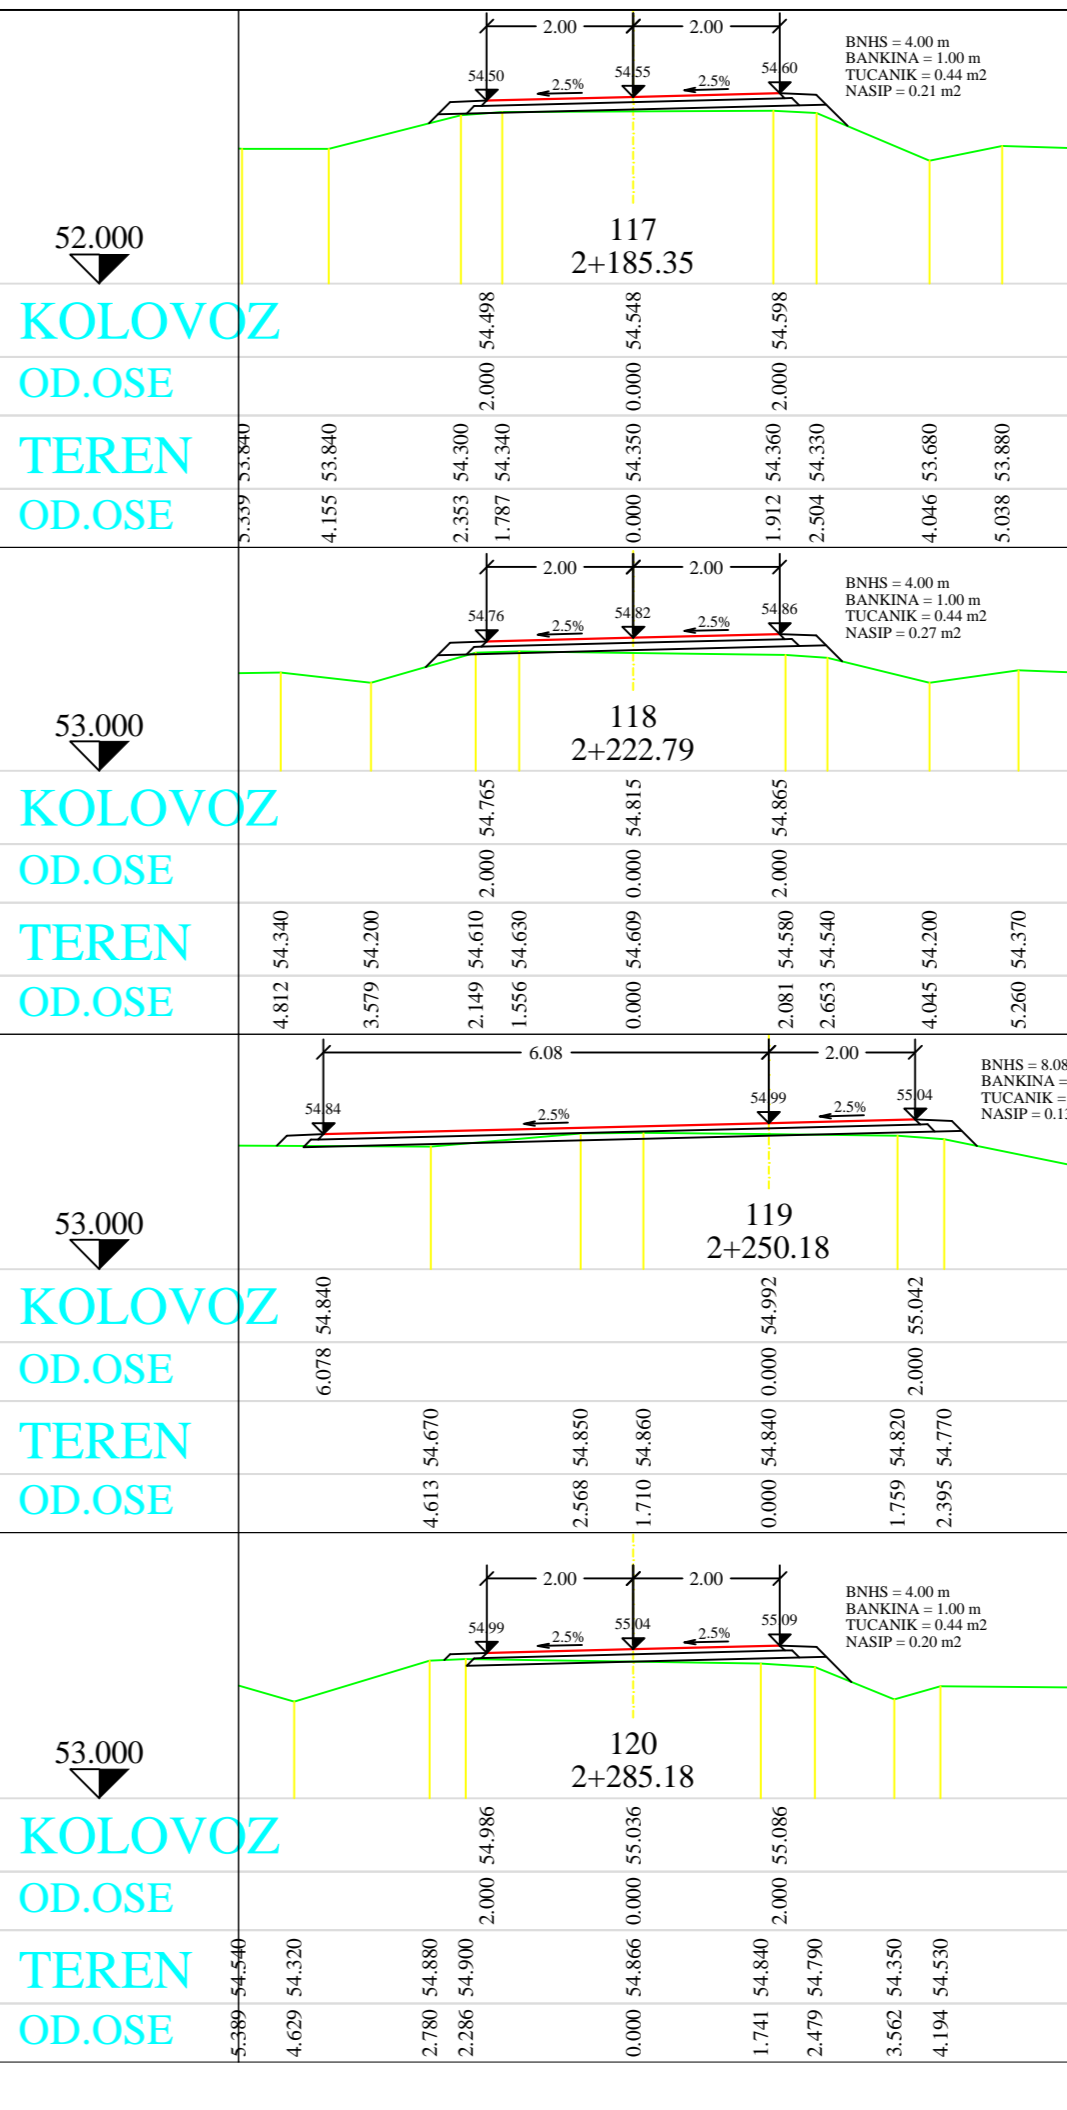 2.00 2.00
BNHS = 4.00 m
BANKINA = 1.00 m
TUCANIK = 0.44 m2
NASIP = 0.21 m2
54.50 2.5% 54.55 2.5% 54.60
52.000
117
2+185.35
KOLOVOZ 54.498 54.548 54.598
OD.OSE 2.000 0.000 2.000
TEREN 53.840 53.840 54.300 54.340 54.350 54.360 54.330 53.680 53.880
OD.OSE 5.339 4.155 2.353 1.787 0.000 1.912 2.504 4.046 5.038
2.00 2.00
BNHS = 4.00 m
BANKINA = 1.00 m
TUCANIK = 0.44 m2
NASIP = 0.27 m2
54.76 2.5% 54.82 2.5% 54.86
53.000
118
2+222.79
KOLOVOZ 54.765 54.815 54.865
OD.OSE 2.000 0.000 2.000
TEREN 54.340 54.200 54.610 54.630 54.609 54.580 54.540 54.200 54.370
OD.OSE 4.812 3.579 2.149 1.556 0.000 2.081 2.653 4.045 5.260
6.08 2.00
BNHS = 8.08
BANKINA =
TUCANIK =
NASIP = 0.13
54.84 2.5% 54.99 2.5% 55.04
53.000
119
2+250.18
KOLOVOZ 54.840 54.992 55.042
OD.OSE 6.078 0.000 2.000
TEREN 54.670 54.850 54.860 54.840 54.820 54.770
OD.OSE 4.613 2.568 1.710 0.000 1.759 2.395
2.00 2.00
BNHS = 4.00 m
BANKINA = 1.00 m
TUCANIK = 0.44 m2
NASIP = 0.20 m2
54.99 2.5% 55.04 2.5% 55.09
53.000
120
2+285.18
KOLOVOZ 54.986 55.036 55.086
OD.OSE 2.000 0.000 2.000
TEREN 54.540 54.320 54.880 54.900 54.866 54.840 54.790 54.350 54.530
OD.OSE 5.389 4.629 2.780 2.286 0.000 1.741 2.479 3.562 4.194